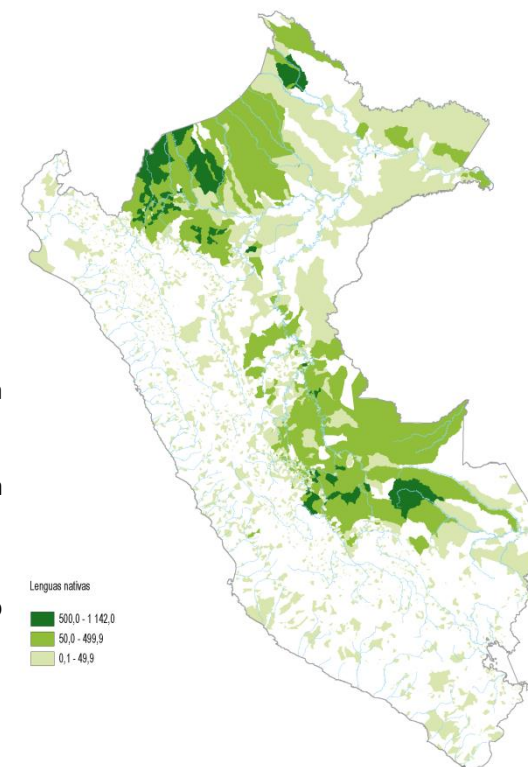 n
n
o
Lenguas nativas
500,0 - 1 142,0
50,0 - 499,9
0,1 - 49,9